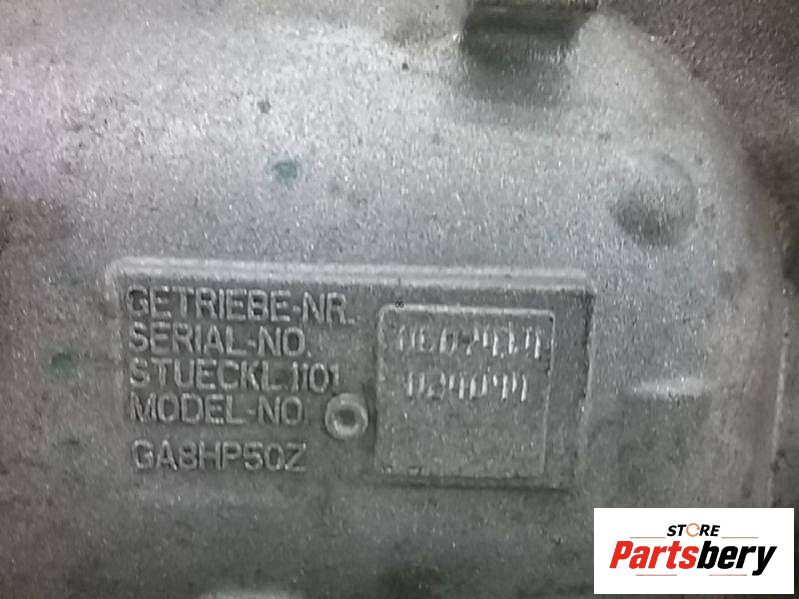 GETRIEBE-NR.
SERIAL-NO.
STUECKL.1101
MODEL-NO.
GA8HP50Z
STORE
Partsbery